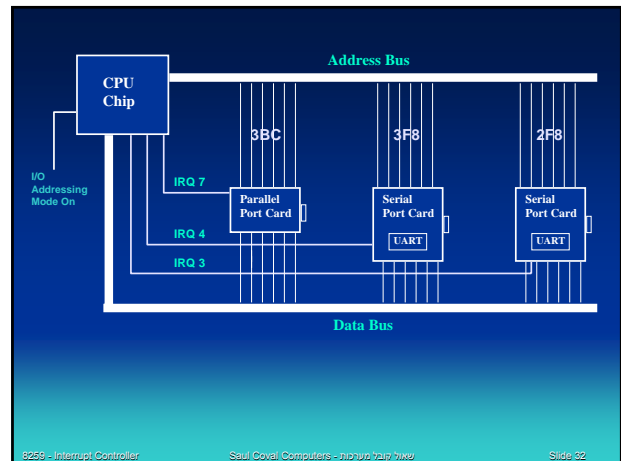 Address Bus
CPU
Chip
3BC
3F8
2F8
I/O
Addressing
Mode On
IRQ 7
Parallel
Port Card
Serial
Port Card
UART
Serial
Port Card
UART
IRQ 4
IRQ 3
Data Bus
8259 - Interrupt Controller
Saul Coval Computers - שאול קובל מערכות
Slide 32